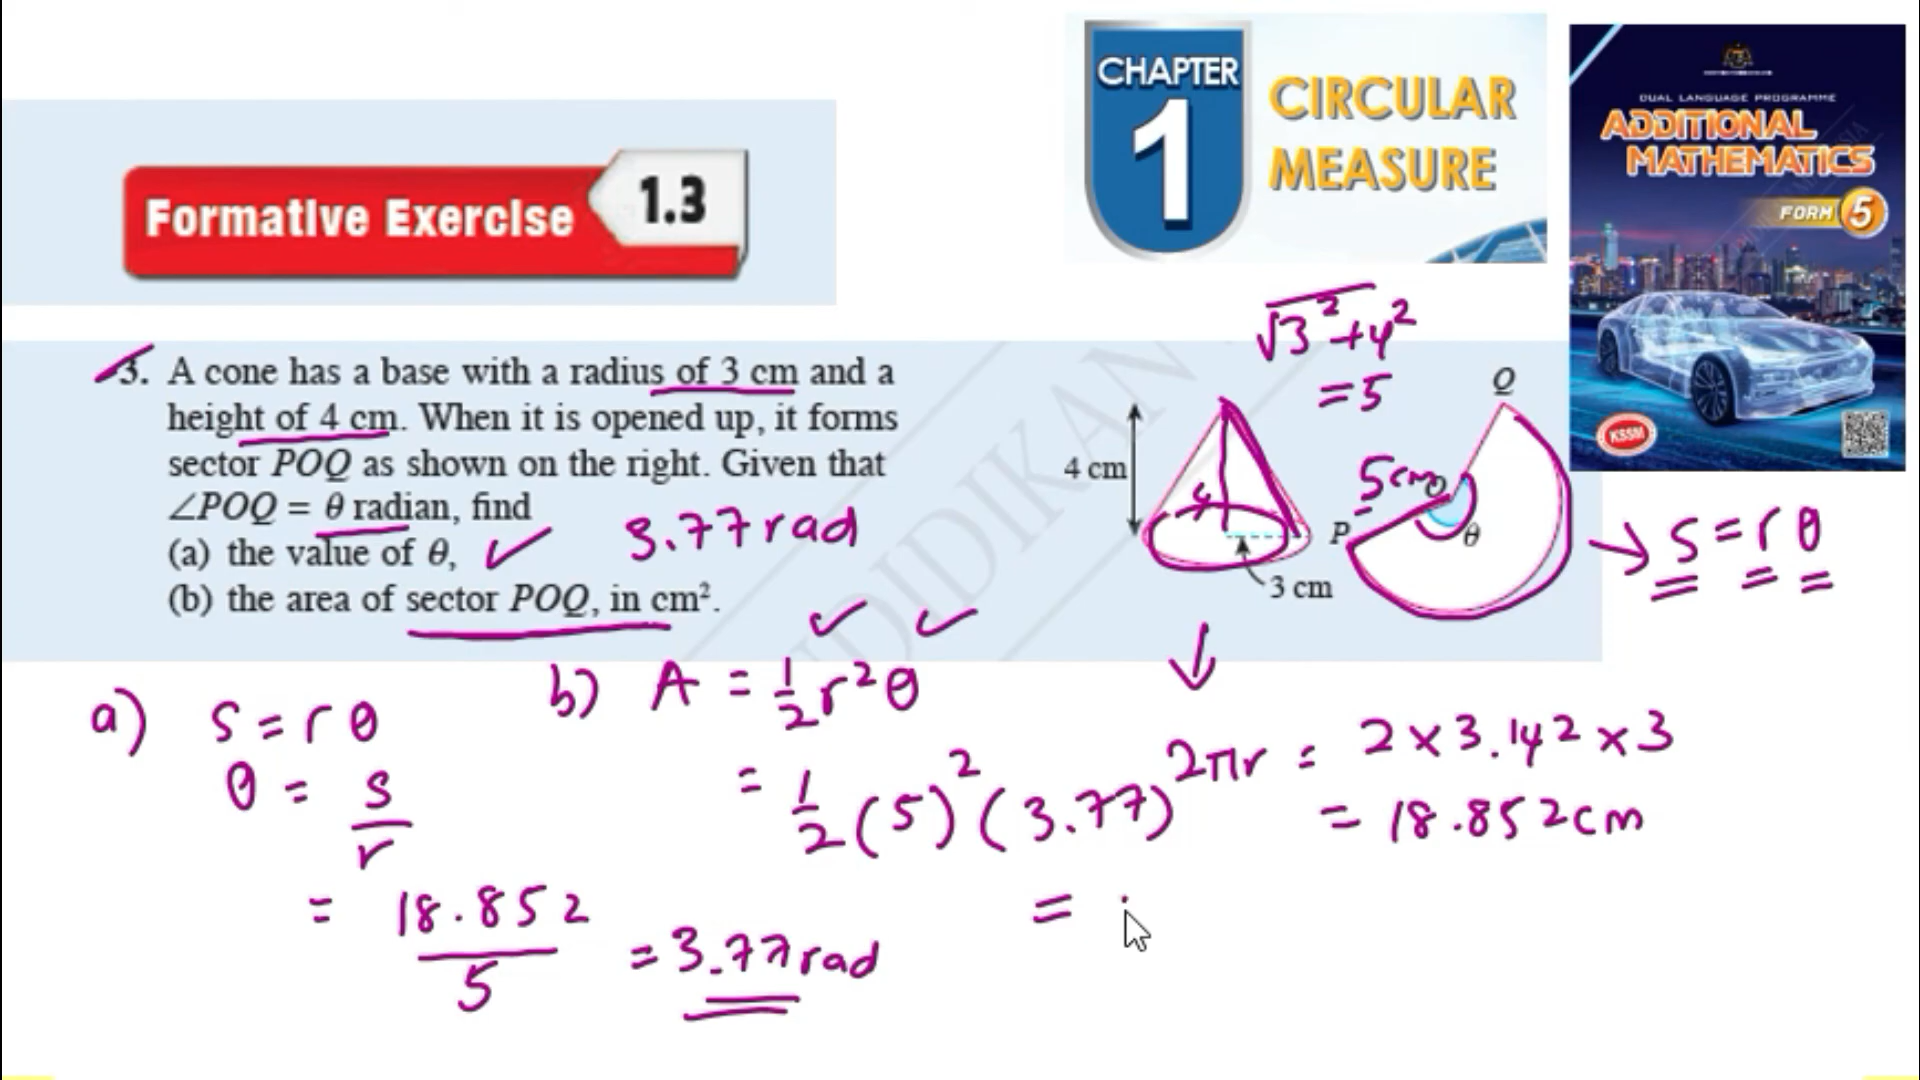 CHAPTER
1
CIRCULAR
MEASURE
DUAL LANGUAGE PROGRAMME
ADDITIONAL
MATHEMATICS
FORM 5
KSSM
Formative Exercise 1.3
3. A cone has a base with a radius of 3 cm and a
height of 4 cm. When it is opened up, it forms
sector POQ as shown on the right. Given that
∠POQ = θ radian, find
(a) the value of θ,
(b) the area of sector POQ, in cm².
3.77 rad
√3²+4²
=5
4 cm
4
3 cm
Q
5cm
O
P
θ
→ s = rθ
a) s = rθ
θ = s/r
= 18.852/5 = 3.77 rad
b) A = 1/2 r²θ
= 1/2 (5)² (3.77)
=
2πr = 2 × 3.142 × 3
= 18.852cm